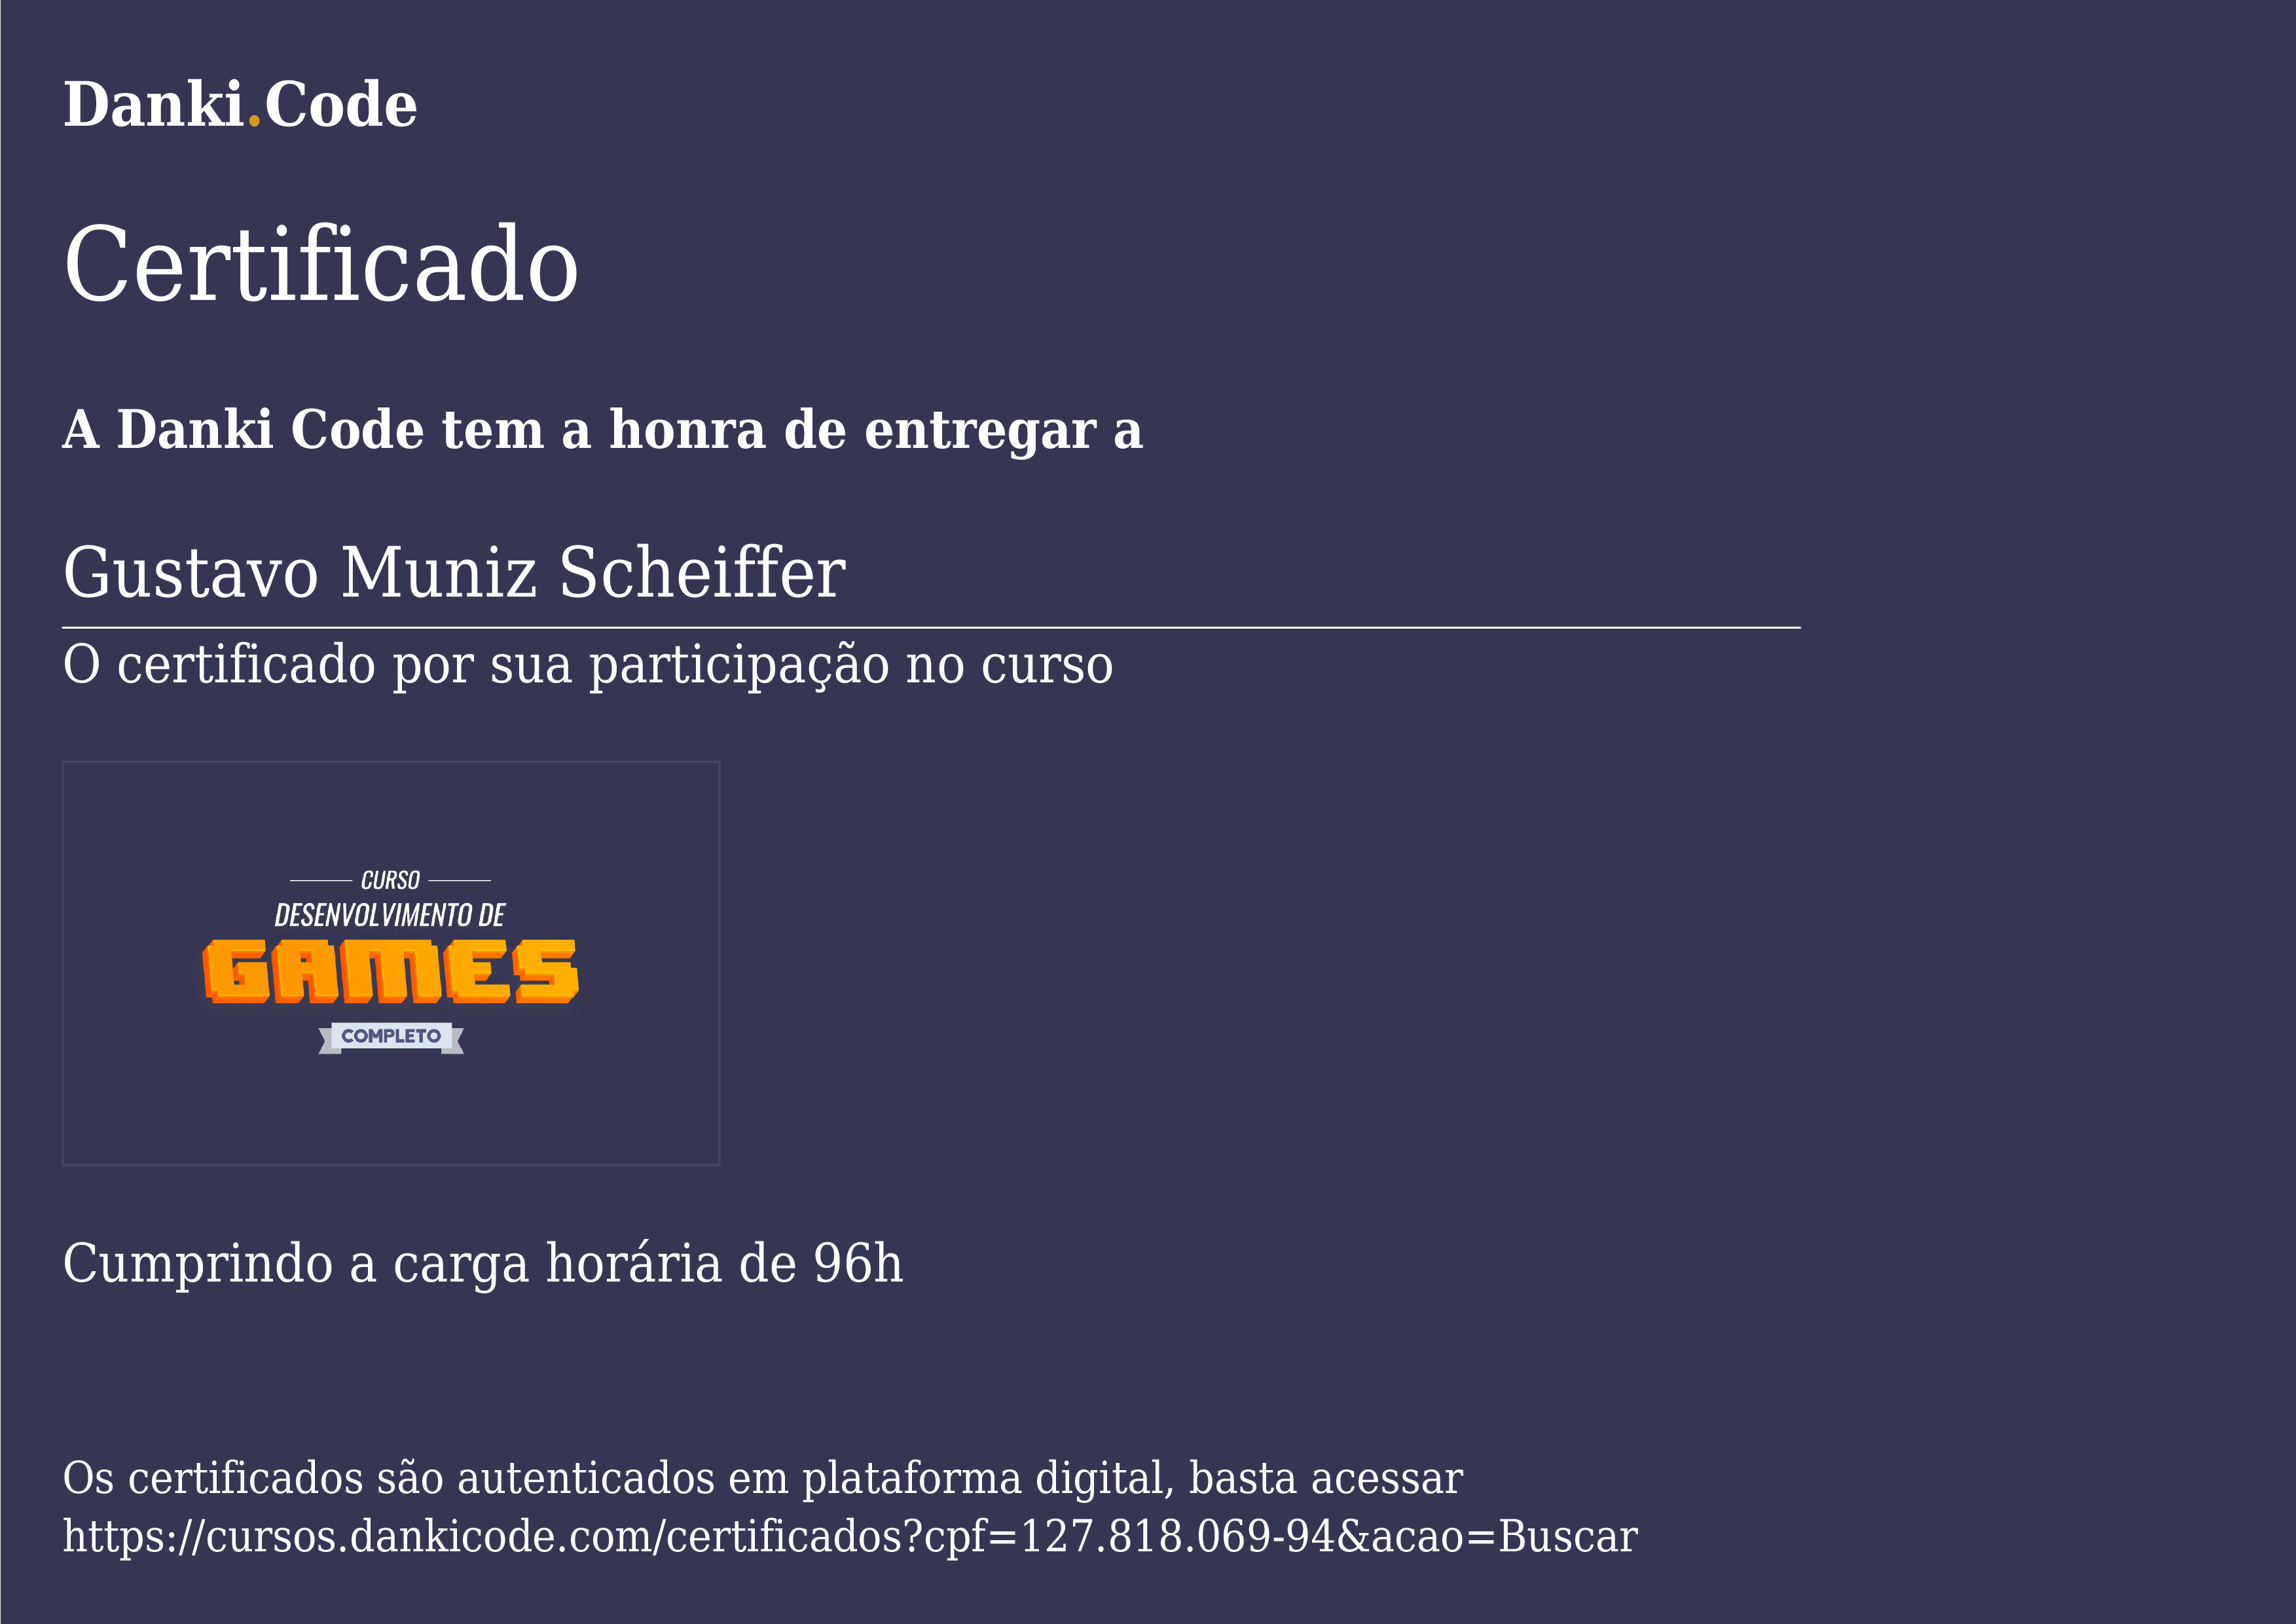 Danki.Code
Certificado
A Danki Code tem a honra de entregar a
Gustavo Muniz Scheiffer
O certificado por sua participação no curso
CURSO
DESENVOLVIMENTO DE
GAMES
COMPLETO
Cumprindo a carga horária de 96h
Os certificados são autenticados em plataforma digital, basta acessar
https://cursos.dankicode.com/certificados?cpf=127.818.069-94&acao=Buscar